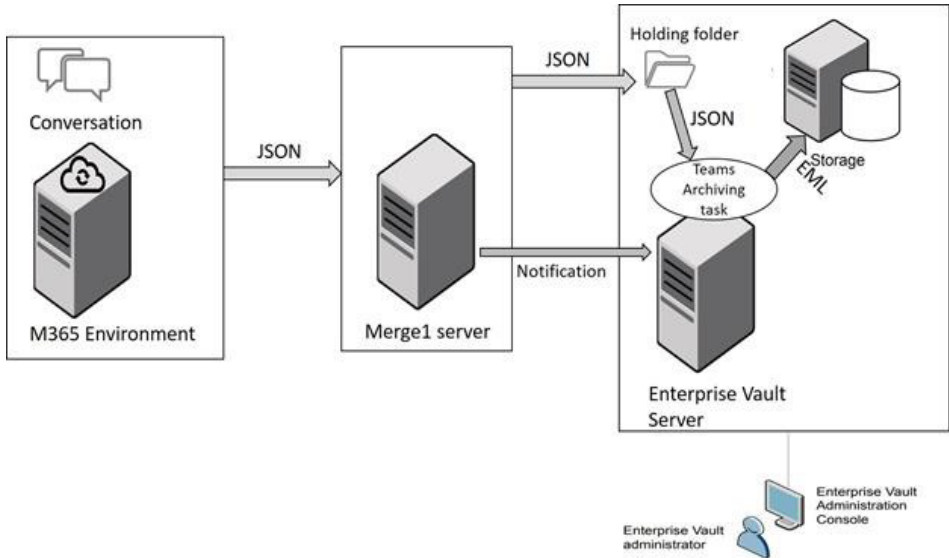 Conversation
M365 Environment
JSON
Merge1 server
JSON
Notification
Holding folder
JSON
Teams
Archiving
task
EML
Storage
Enterprise Vault
Server
Enterprise Vault
Administration
Console
Enterprise Vault
administrator